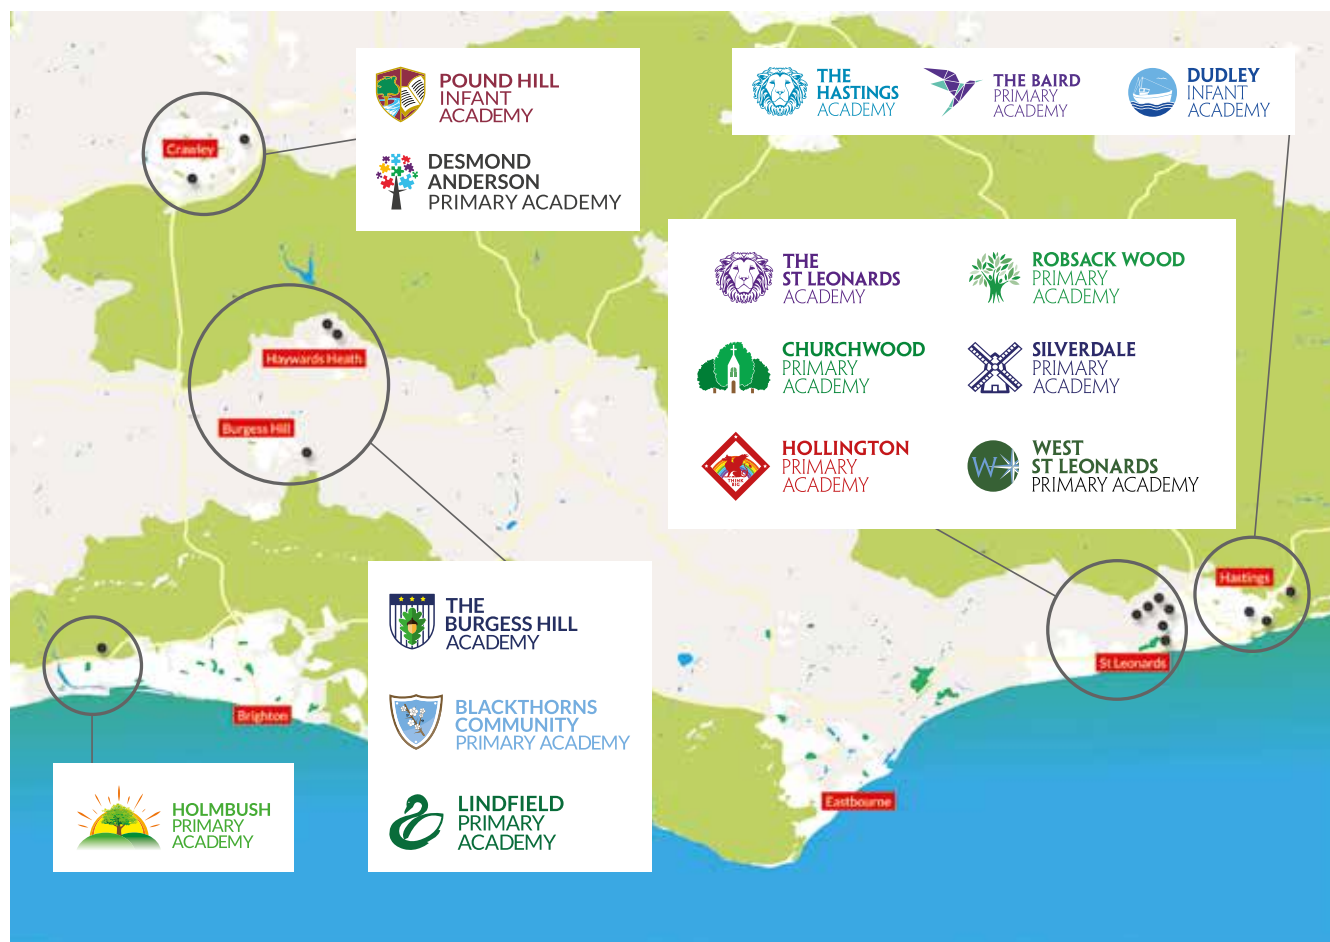 POUND HILL
INFANT
ACADEMY
DESMOND
ANDERSON
PRIMARY ACADEMY
THE
HASTINGS
ACADEMY
THE BAIRD
PRIMARY
ACADEMY
DUDLEY
INFANT
ACADEMY
Crawley
THE
ST LEONARDS
ACADEMY
ROBSACK WOOD
PRIMARY
ACADEMY
CHURCHWOOD
PRIMARY
ACADEMY
SILVERDALE
PRIMARY
ACADEMY
HOLLINGTON
PRIMARY
ACADEMY
THINK
BIG
W
WEST
ST LEONARDS
PRIMARY ACADEMY
Haywards Heath
Burgess Hill
Hastings
St Leonards
THE
BURGESS HILL
ACADEMY
BLACKTHORNS
COMMUNITY
PRIMARY ACADEMY
LINDFIELD
PRIMARY
ACADEMY
Brighton
Eastbourne
HOLMBUSH
PRIMARY
ACADEMY